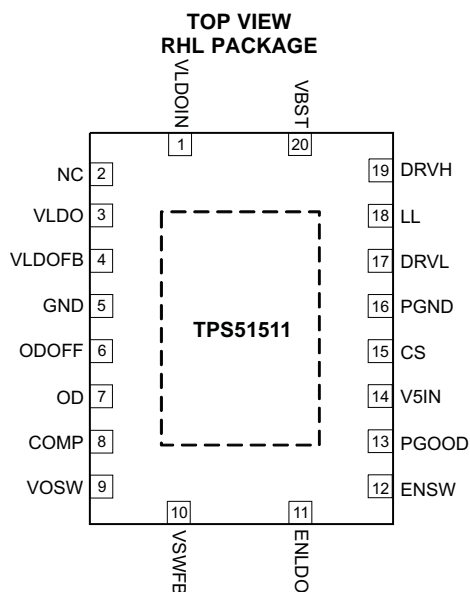 TOP VIEW
RHL PACKAGE
VLDOIN
VBST
1
20
NC 2
19 DRVH
VLDO 3
18 LL
VLDOFB 4
17 DRVL
GND 5
16 PGND
TPS51511
ODOFF 6
15 CS
OD 7
14 V5IN
COMP 8
13 PGOOD
VOSW 9
12 ENSW
10
11
VSWFB
ENLDO